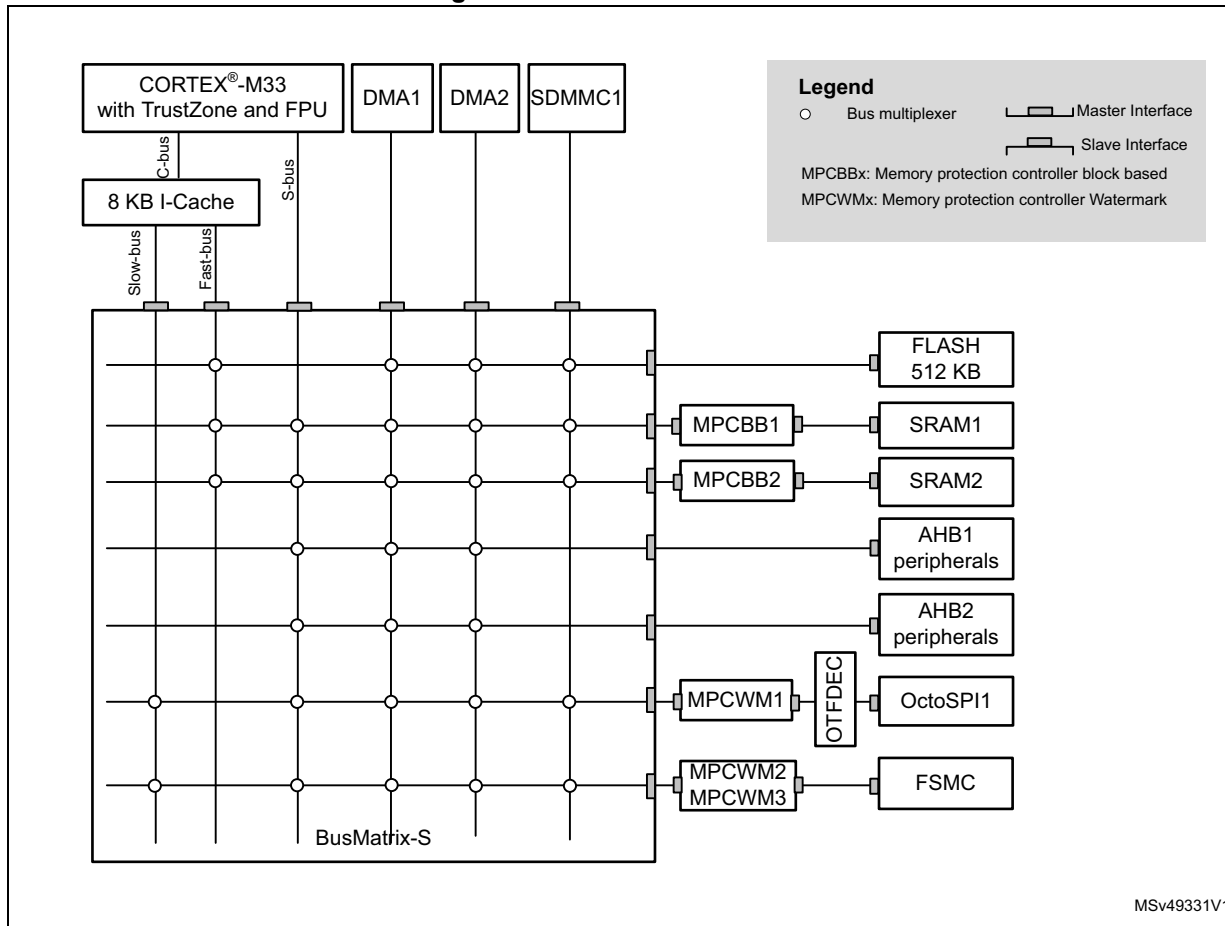 CORTEX®-M33
with TrustZone and FPU
DMA1
DMA2
SDMMC1
Legend
Bus multiplexer
Master Interface
Slave Interface
MPCBBx: Memory protection controller block based
MPCWMx: Memory protection controller Watermark
C-bus
S-bus
8 KB I-Cache
Slow-bus
Fast-bus
FLASH
512 KB
MPCBB1
SRAM1
MPCBB2
SRAM2
AHB1
peripherals
AHB2
peripherals
MPCWM1
OTFDEC
OctoSPI1
MPCWM2
MPCWM3
FSMC
BusMatrix-S